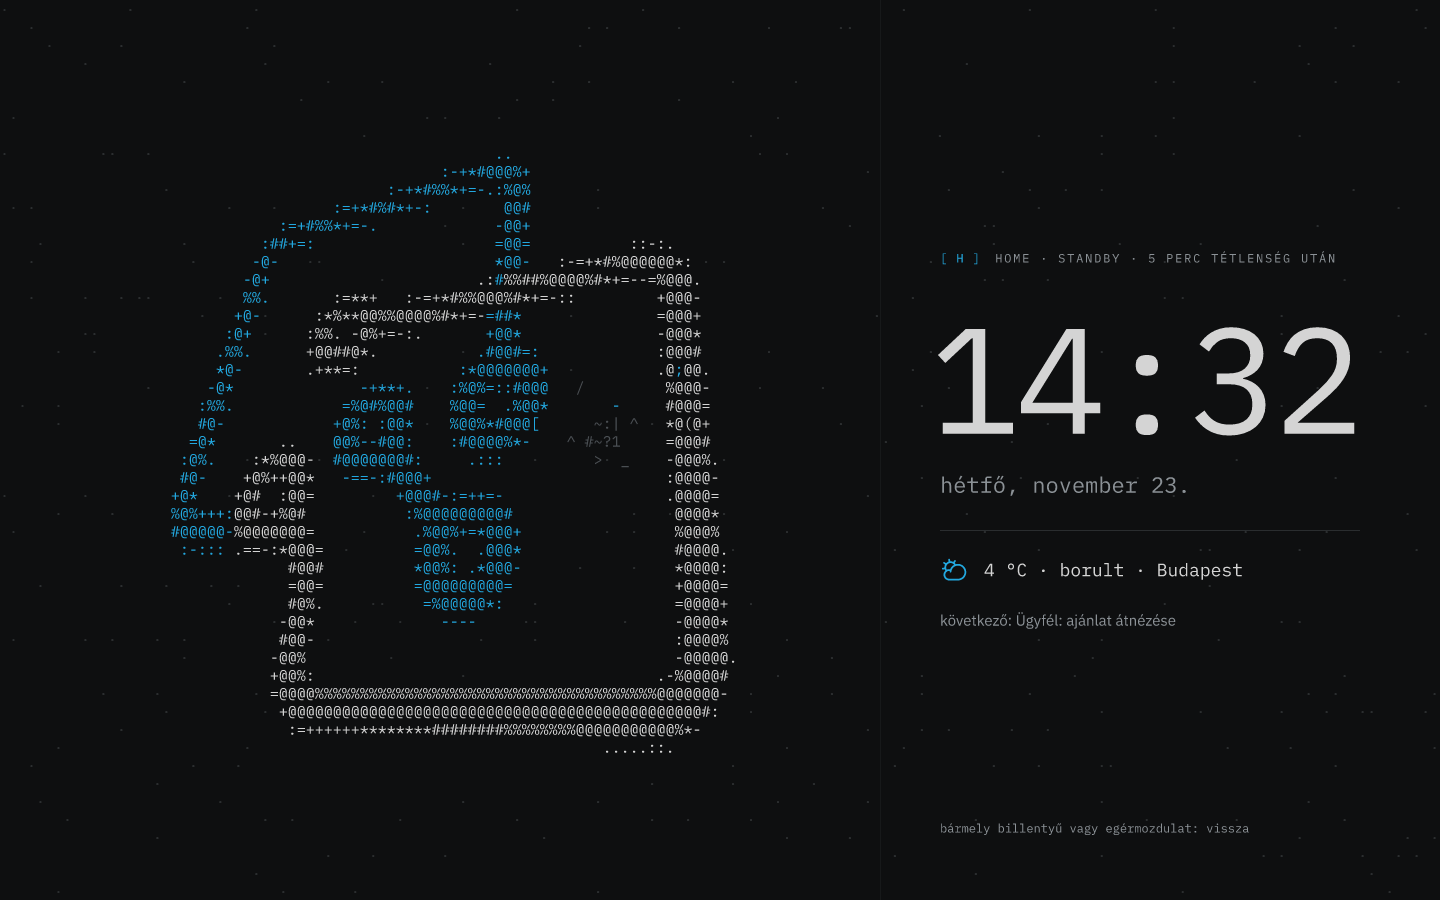 [ H ] HOME · STANDBY · 5 PERC TÉTLENSÉG UTÁN
14:32
hétfő, november 23.
4 °C · borult · Budapest
következő: Ügyfél: ajánlat átnézése
bármely billentyű vagy egérmozdulat: vissza